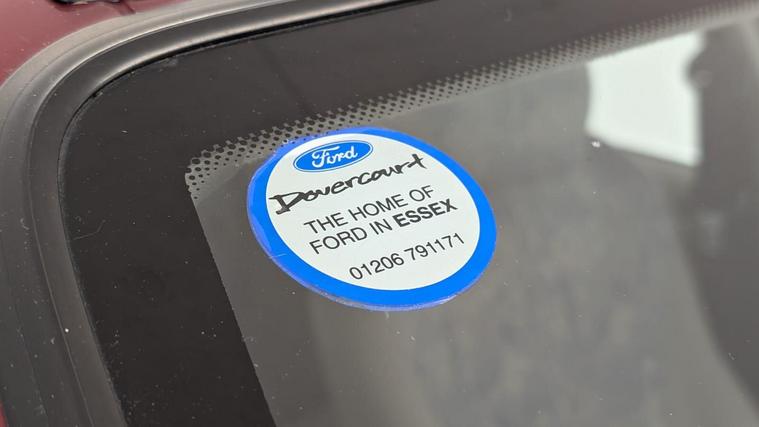 Ford
Dovercourt
THE HOME OF
FORD IN ESSEX
01206 791171